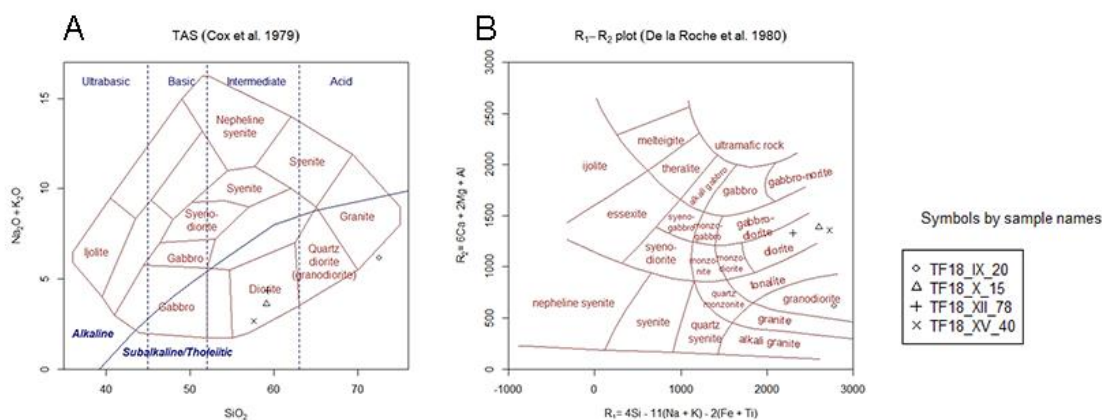 A
TAS (Cox et al. 1979)
Ultrabasic
Basic
Intermediate
Acid
Nepheline
syenite
Syenite
Syenite
Syeno-
diorite
Granite
Ijolite
Gabbro
Quartz
diorite
(granodiorite)
Diorite
Gabbro
Alkaline
Subalkaline/Tholeiitic
Na₂O + K₂O
0
5
10
15
40
50
60
70
SiO₂
B
R₁– R₂ plot (De la Roche et al. 1980)
melteigite
ultramafic rock
ijolite
theralite
alkali gabbro
gabbro
gabbro-norite
essexite
syeno-
gabbro
monzo-
gabbro
gabbro-
diorite
syeno-
diorite
monzo-
nite
monzo-
diorite
diorite
tonalite
nepheline syenite
quartz
monzonite
granodiorite
syenite
quartz
syenite
granite
alkali granite
R₂= 6Ca + 2Mg + Al
0
500
1000
1500
2000
2500
3000
-1000
0
1000
2000
3000
R₁= 4Si - 11(Na + K) - 2(Fe + Ti)
Symbols by sample names
TF18_IX_20
TF18_X_15
TF18_XII_78
TF18_XV_40